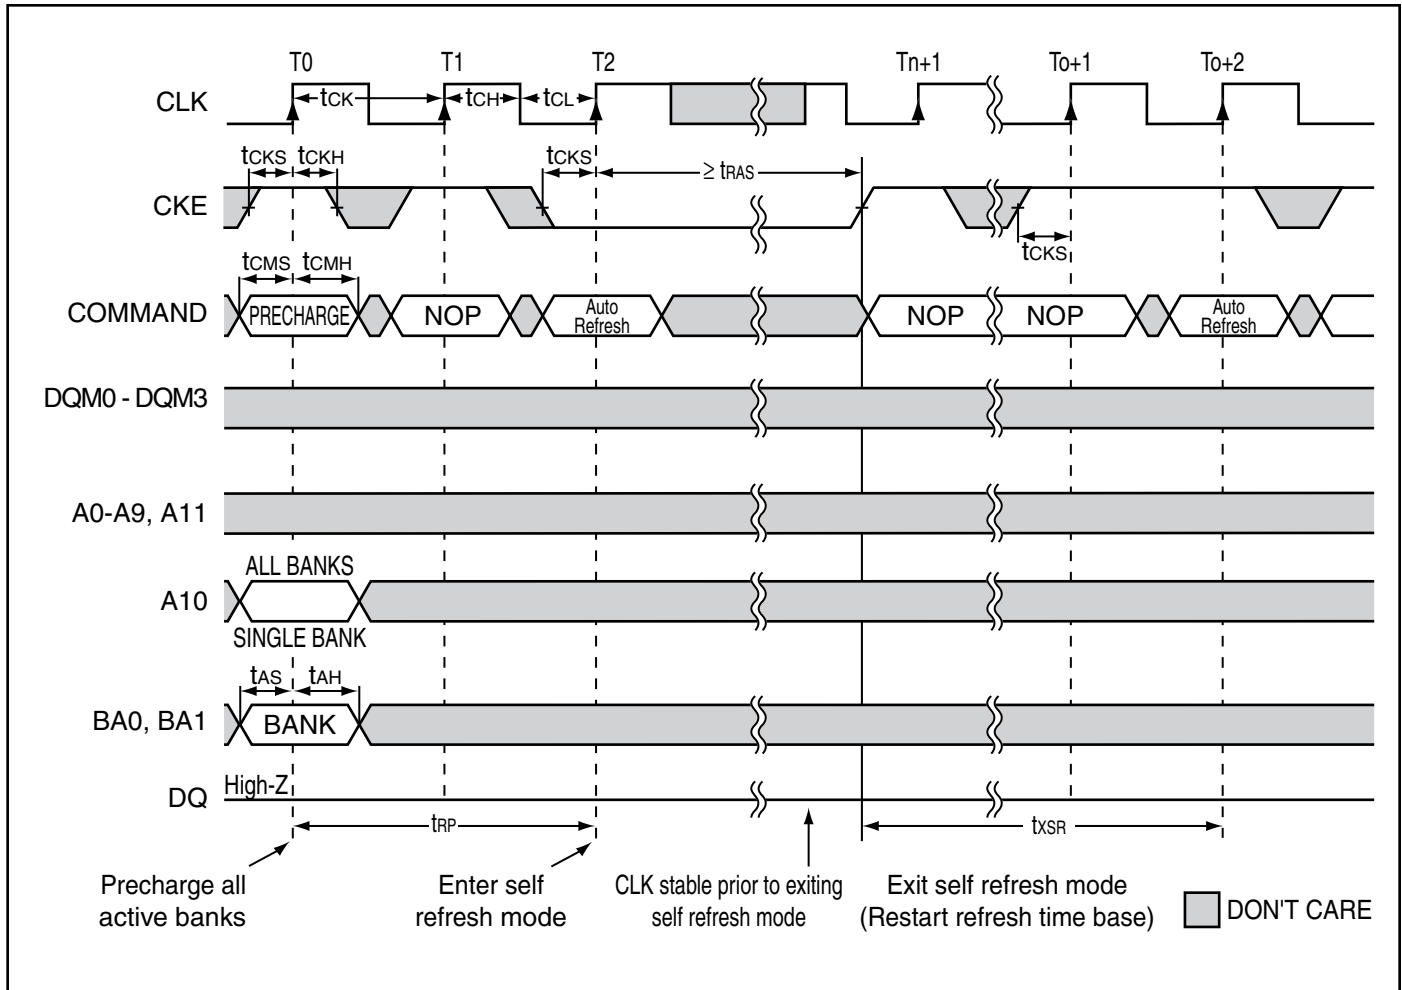 T0 T1 T2 Tn+1 To+1 To+2
CLK tCK tCH tCL
tCKS tCKH tCKS ≥ tRAS
CKE
tCKS
tCMS tCMH
COMMAND PRECHARGE NOP Auto Refresh NOP NOP Auto Refresh
DQM0 - DQM3
A0-A9, A11
ALL BANKS
A10
SINGLE BANK
tAS tAH
BA0, BA1 BANK
DQ High-Z
tRP tXSR
Precharge all
active banks
Enter self
refresh mode
CLK stable prior to exiting
self refresh mode
Exit self refresh mode
(Restart refresh time base)
DON'T CARE